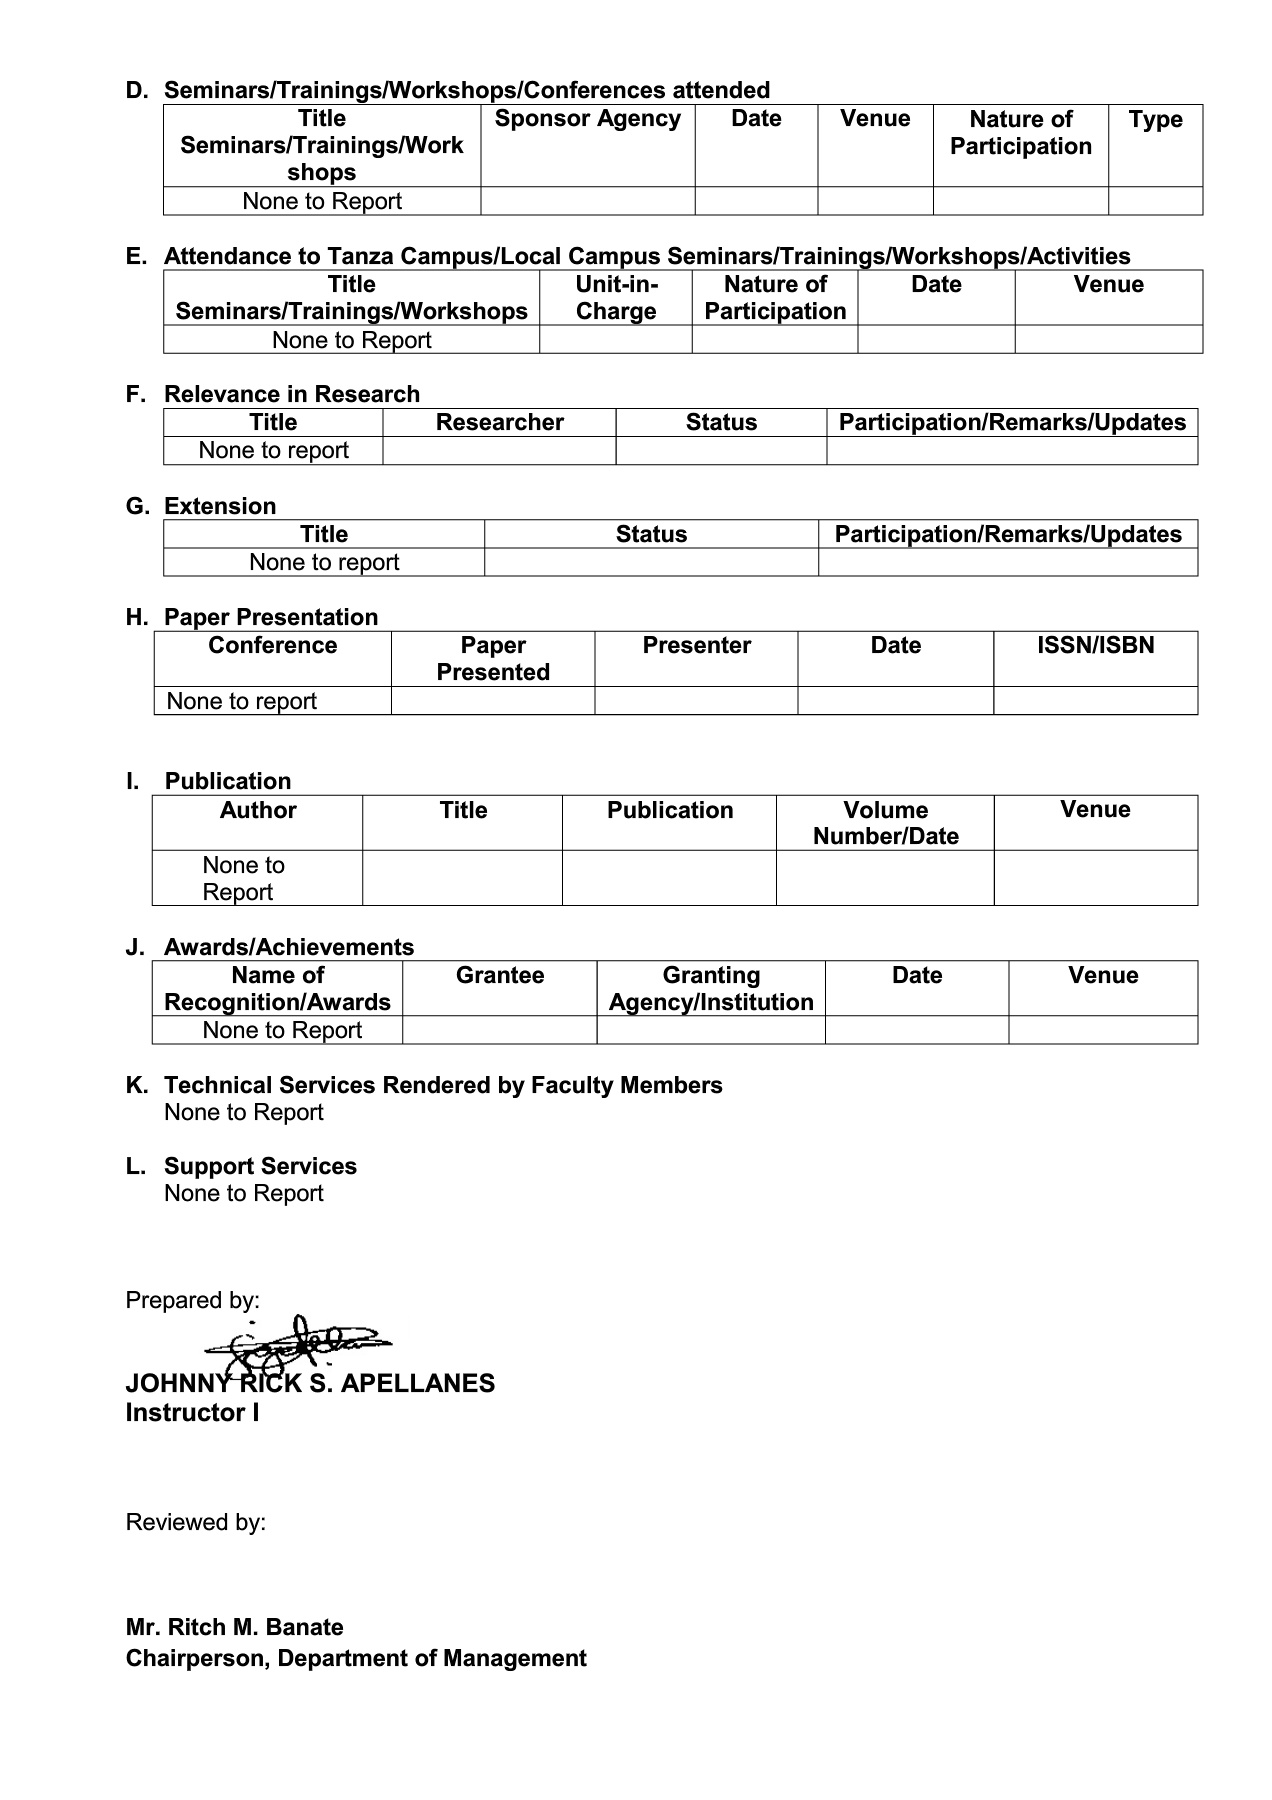 D. Seminars/Trainings/Workshops/Conferences attended
Title Sponsor Agency Date Venue Nature of Type
Seminars/Trainings/Work Participation
shops
None to Report
E. Attendance to Tanza Campus/Local Campus Seminars/Trainings/Workshops/Activities
Title Unit-in- Nature of Date Venue
Seminars/Trainings/Workshops Charge Participation
None to Report
F. Relevance in Research
Title Researcher Status Participation/Remarks/Updates
None to report
G. Extension
Title Status Participation/Remarks/Updates
None to report
H. Paper Presentation
Conference Paper Presenter Date ISSN/ISBN
Presented
None to report
I. Publication
Author Title Publication Volume Venue
Number/Date
None to
Report
J. Awards/Achievements
Name of Grantee Granting Date Venue
Recognition/Awards Agency/Institution
None to Report
K. Technical Services Rendered by Faculty Members
None to Report
L. Support Services
None to Report
Prepared by:
JOHNNY RICK S. APELLANES
Instructor I
Reviewed by:
Mr. Ritch M. Banate
Chairperson, Department of Management